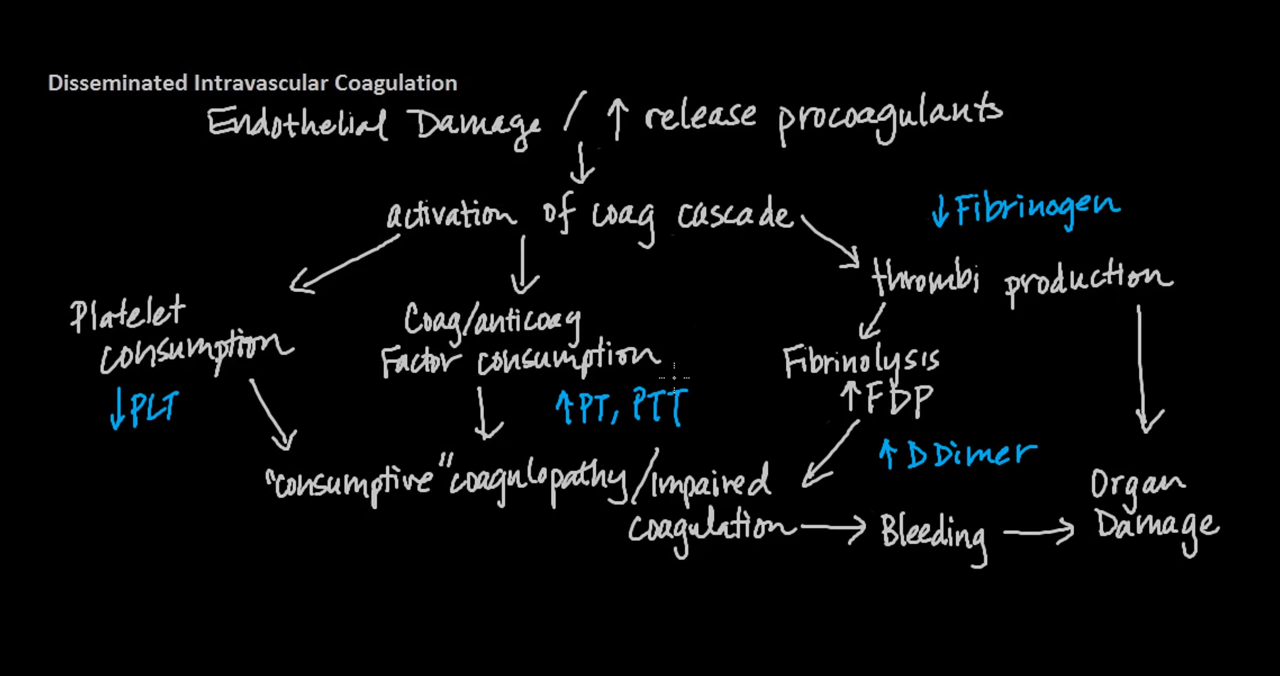 Disseminated Intravascular Coagulation
Endothelial Damage / ↑ release procoagulants
↓
activation of coag cascade
↓ Fibrinogen
thrombi production
Platelet
consumption
↓ PLT
Coag/anticoag
Factor consumption
↑ PT, PTT
Fibrinolysis
↑ FDP
↑ D Dimer
"consumptive" coagulopathy / Impaired
coagulation → Bleeding →
Organ
Damage